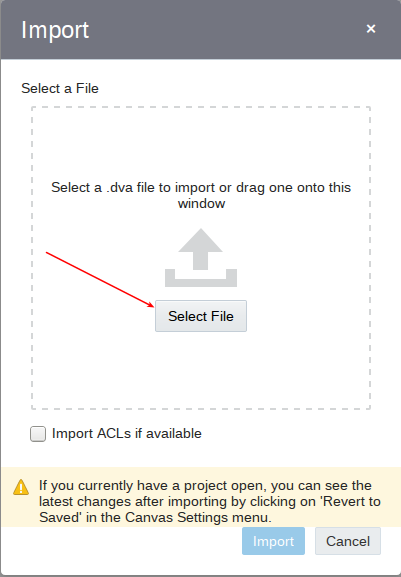 Import
×
Select a File
Select a .dva file to import or drag one onto this
window
Select File
Import ACLs if available
If you currently have a project open, you can see the
latest changes after importing by clicking on 'Revert to
Saved' in the Canvas Settings menu.
Import
Cancel